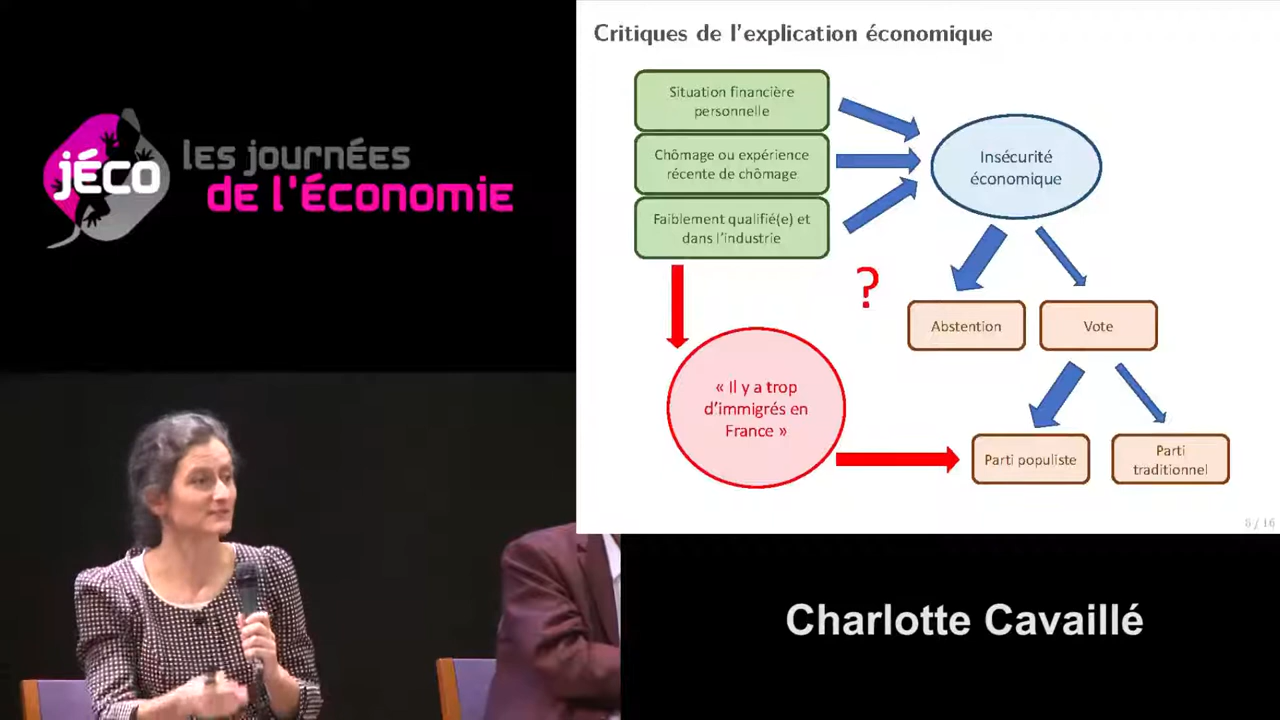 jéco
les journées
de l'économie
Critiques de l'explication économique
Situation financière
personnelle
Chômage ou expérience
récente de chômage
Faiblement qualifié(e) et
dans l'industrie
Insécurité
économique
?
Abstention
Vote
« Il y a trop
d'immigrés en
France »
Parti populiste
Parti
traditionnel
8 / 16
Charlotte Cavaillé